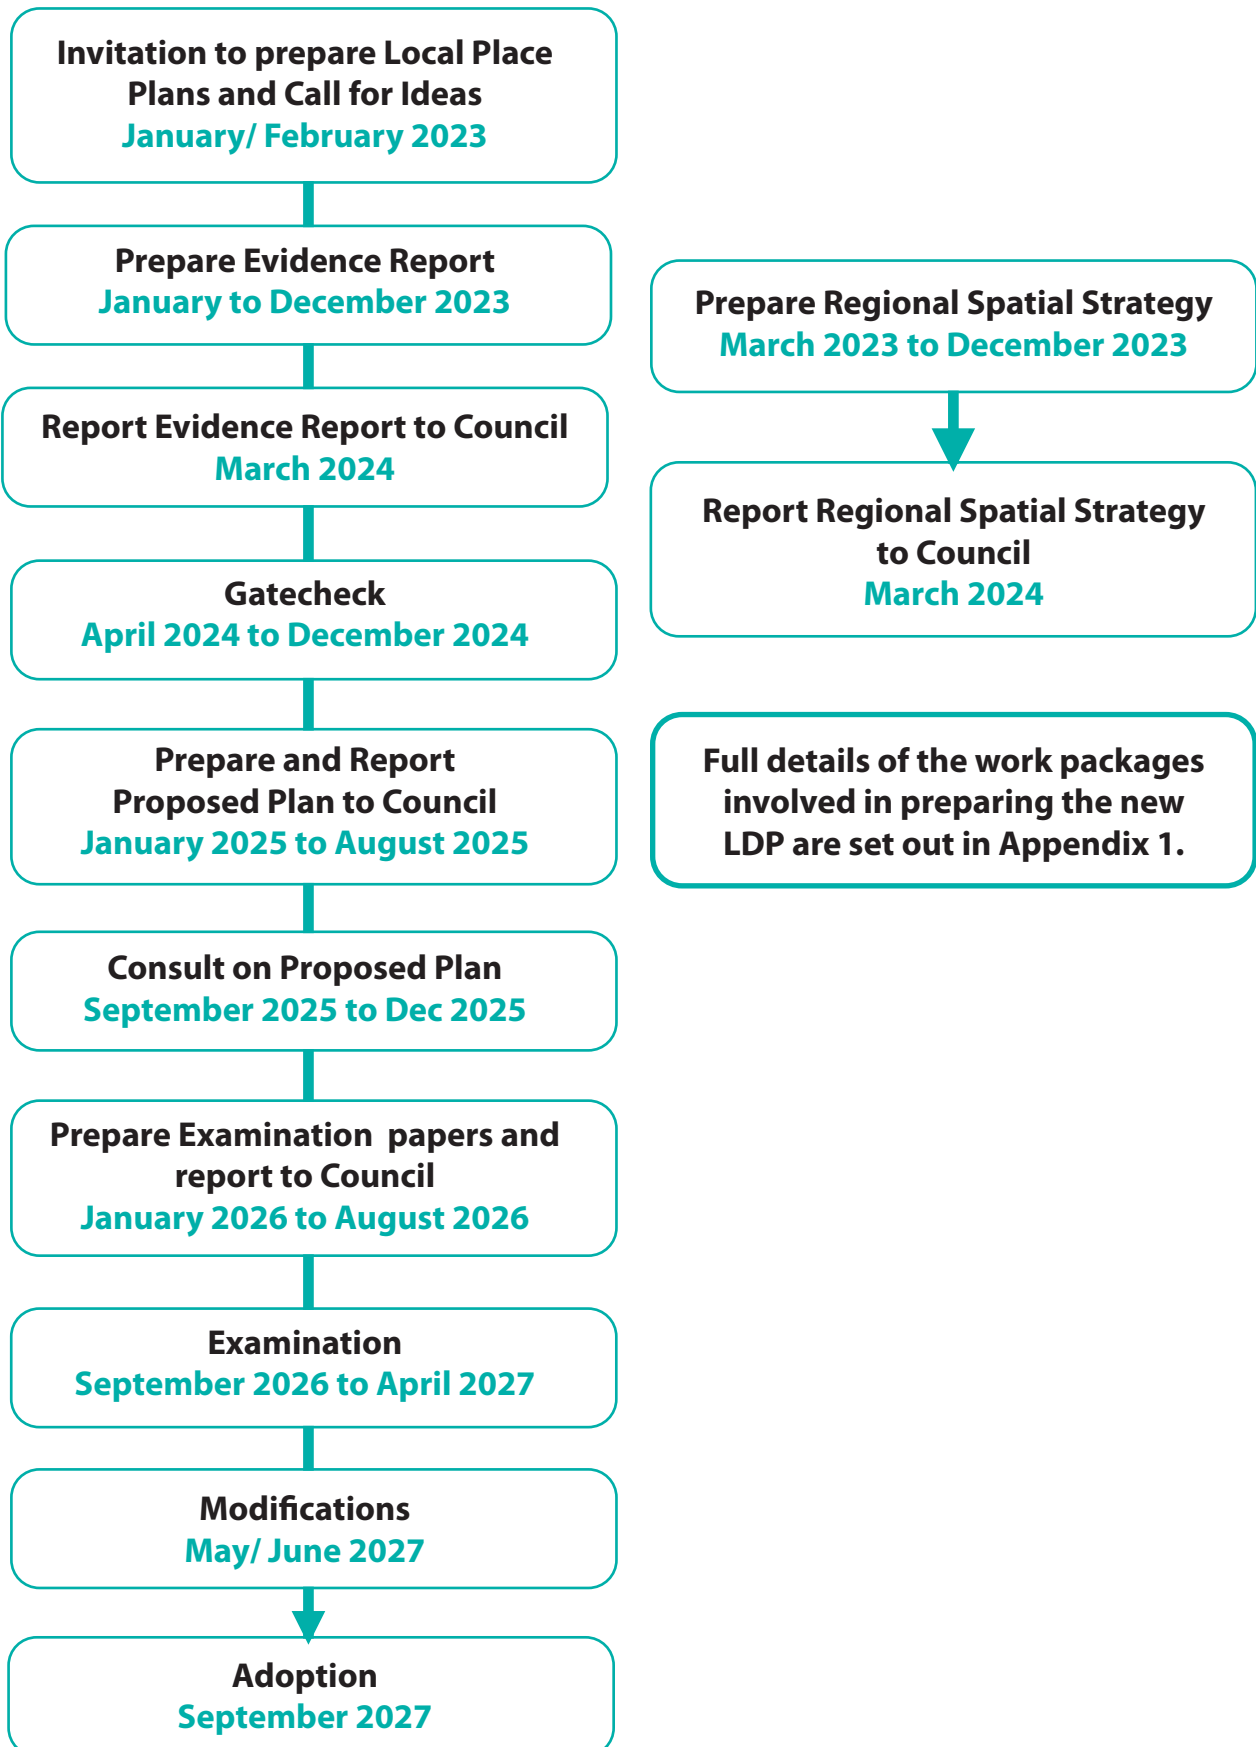 Invitation to prepare Local Place
Plans and Call for Ideas
January/ February 2023
Prepare Evidence Report
January to December 2023
Report Evidence Report to Council
March 2024
Gatecheck
April 2024 to December 2024
Prepare and Report
Proposed Plan to Council
January 2025 to August 2025
Consult on Proposed Plan
September 2025 to Dec 2025
Prepare Examination  papers and
report to Council
January 2026 to August 2026
Examination
September 2026 to April 2027
Modifications
May/ June 2027
Adoption
September 2027
Prepare Regional Spatial Strategy
March 2023 to December 2023
Report Regional Spatial Strategy
to Council
March 2024
Full details of the work packages
involved in preparing the new
LDP are set out in Appendix 1.